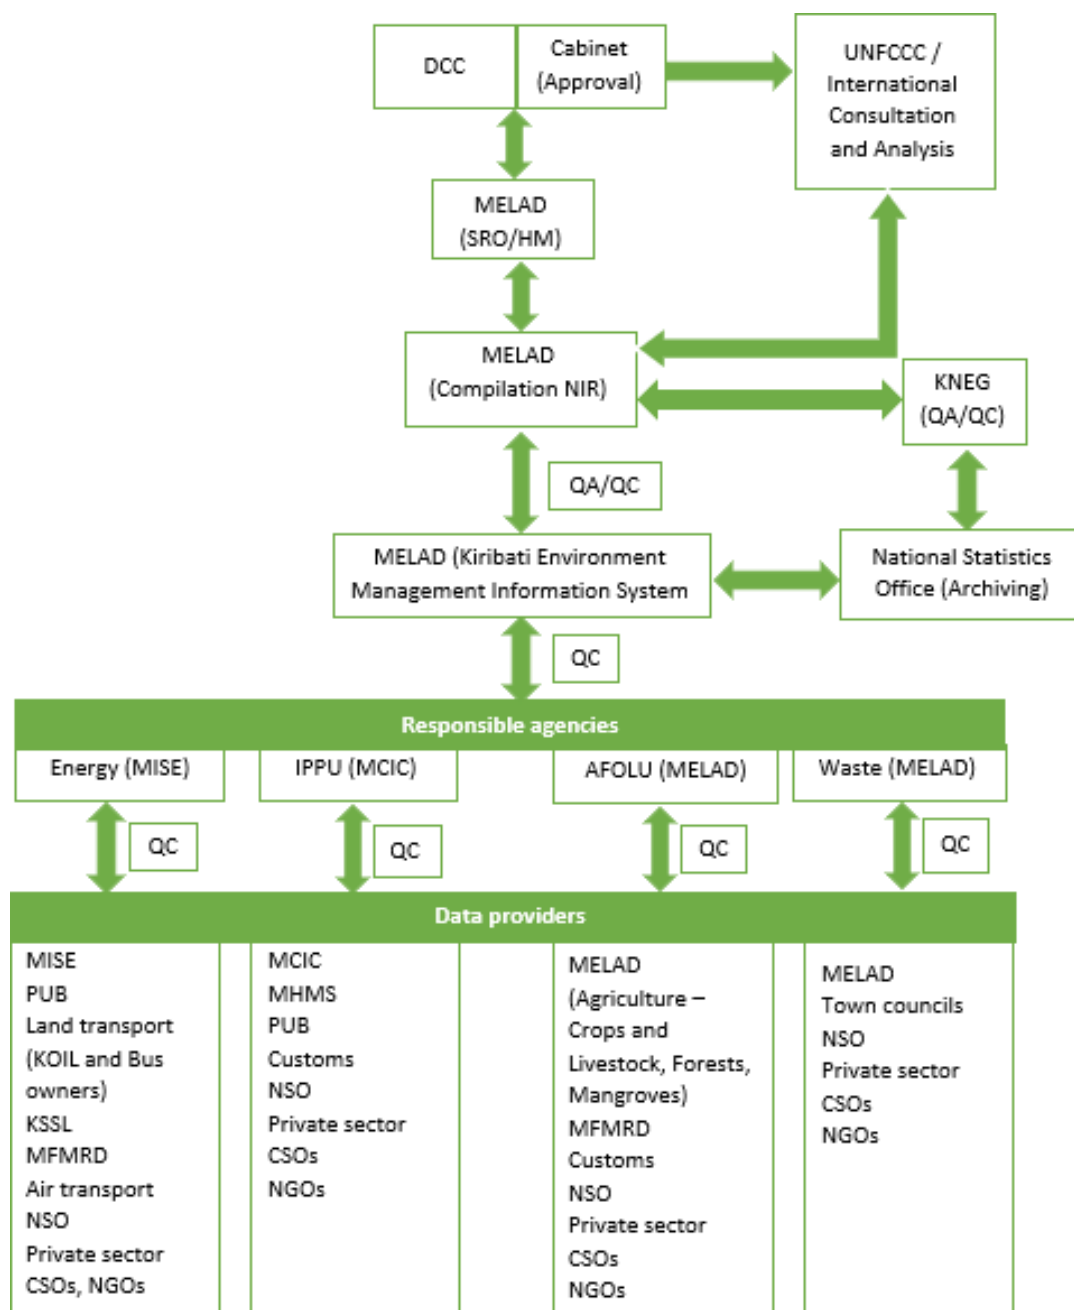 DCC
Cabinet
(Approval)
UNFCCC /
International
Consultation
and Analysis
MELAD
(SRO/HM)
MELAD
(Compilation NIR)
KNEG
(QA/QC)
QA/QC
MELAD (Kiribati Environment
Management Information System
National Statistics
Office (Archiving)
QC
Responsible agencies
Energy (MISE)
IPPU (MCIC)
AFOLU (MELAD)
Waste (MELAD)
QC
QC
QC
QC
Data providers
MISE
PUB
Land transport
(KOIL and Bus
owners)
KSSL
MFMRD
Air transport
NSO
Private sector
CSOs, NGOs
MCIC
MHMS
PUB
Customs
NSO
Private sector
CSOs
NGOs
MELAD
(Agriculture –
Crops and
Livestock, Forests,
Mangroves)
MFMRD
Customs
NSO
Private sector
CSOs
NGOs
MELAD
Town councils
NSO
Private sector
CSOs
NGOs